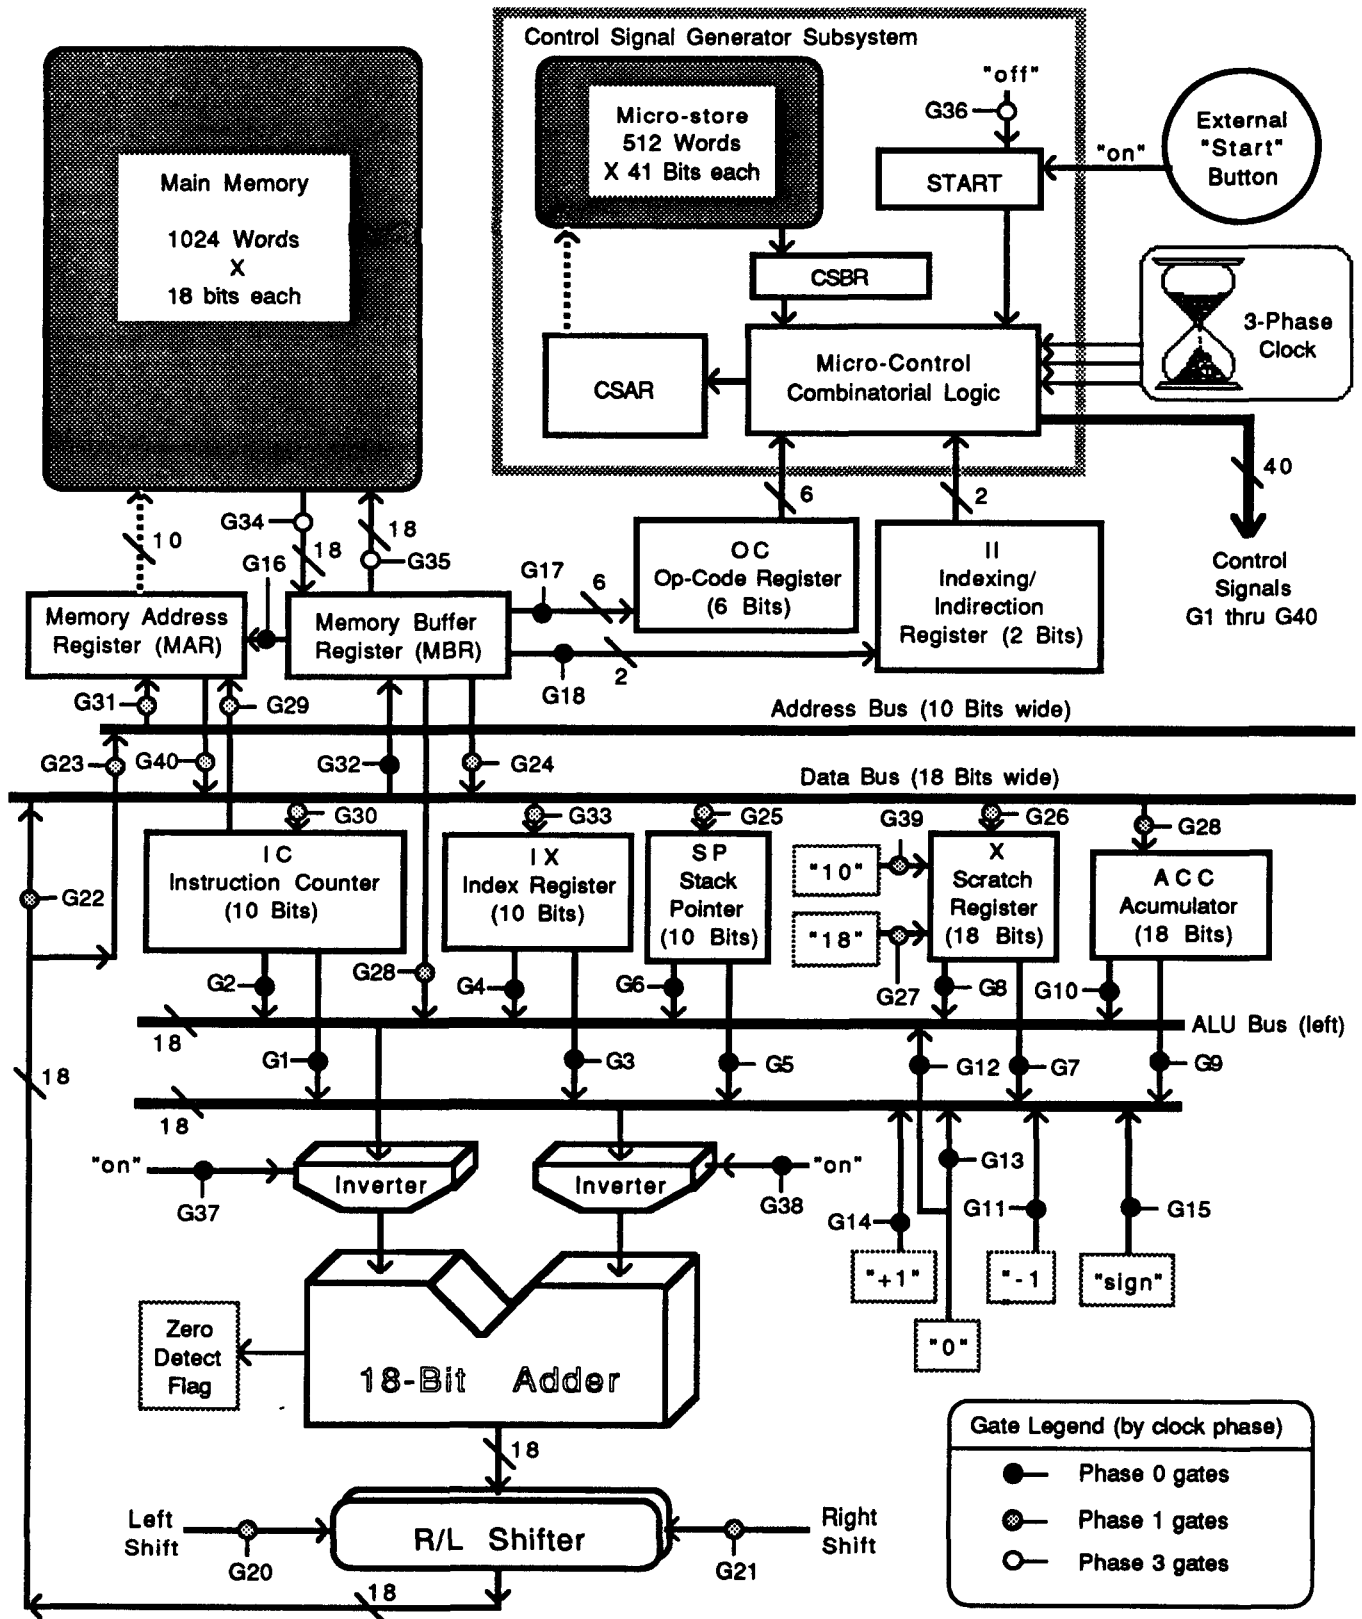 Control Signal Generator Subsystem
Micro-store
512 Words
X 41 Bits each
"off"
G36
START
"on"
External
"Start"
Button
Main Memory
1024 Words
X
18 bits each
CSBR
CSAR
Micro-Control
Combinatorial Logic
3-Phase
Clock
40
Control
Signals
G1 thru G40
6
2
10
G34
18
18
G35
G16
Memory Address
Register (MAR)
Memory Buffer
Register (MBR)
G17
6
G18
2
OC
Op-Code Register
(6 Bits)
II
Indexing/
Indirection
Register (2 Bits)
G31
G29
Address Bus (10 Bits wide)
G23
G40
G32
G24
Data Bus (18 Bits wide)
G30
G33
G25
G39
G26
G28
G22
IC
Instruction Counter
(10 Bits)
IX
Index Register
(10 Bits)
SP
Stack
Pointer
(10 Bits)
"10"
"18"
G27
X
Scratch
Register
(18 Bits)
ACC
Acumulator
(18 Bits)
G2
G28
G4
G6
G8
G10
18
ALU Bus (left)
G1
G3
G5
G12
G7
G9
18
18
"on"
G37
Inverter
Inverter
"on"
G38
G13
G14
G11
G15
"+1"
"-1
"sign"
"0"
Zero
Detect
Flag
18-Bit Adder
18
Left
Shift
G20
R/L Shifter
G21
Right
Shift
18
Gate Legend (by clock phase)
Phase 0 gates
Phase 1 gates
Phase 3 gates